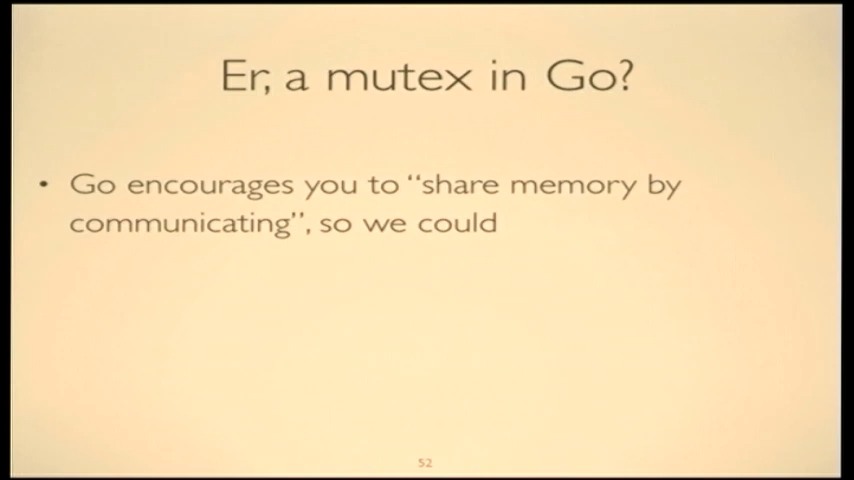 Er, a mutex in Go?
• Go encourages you to “share memory by
communicating”, so we could
52